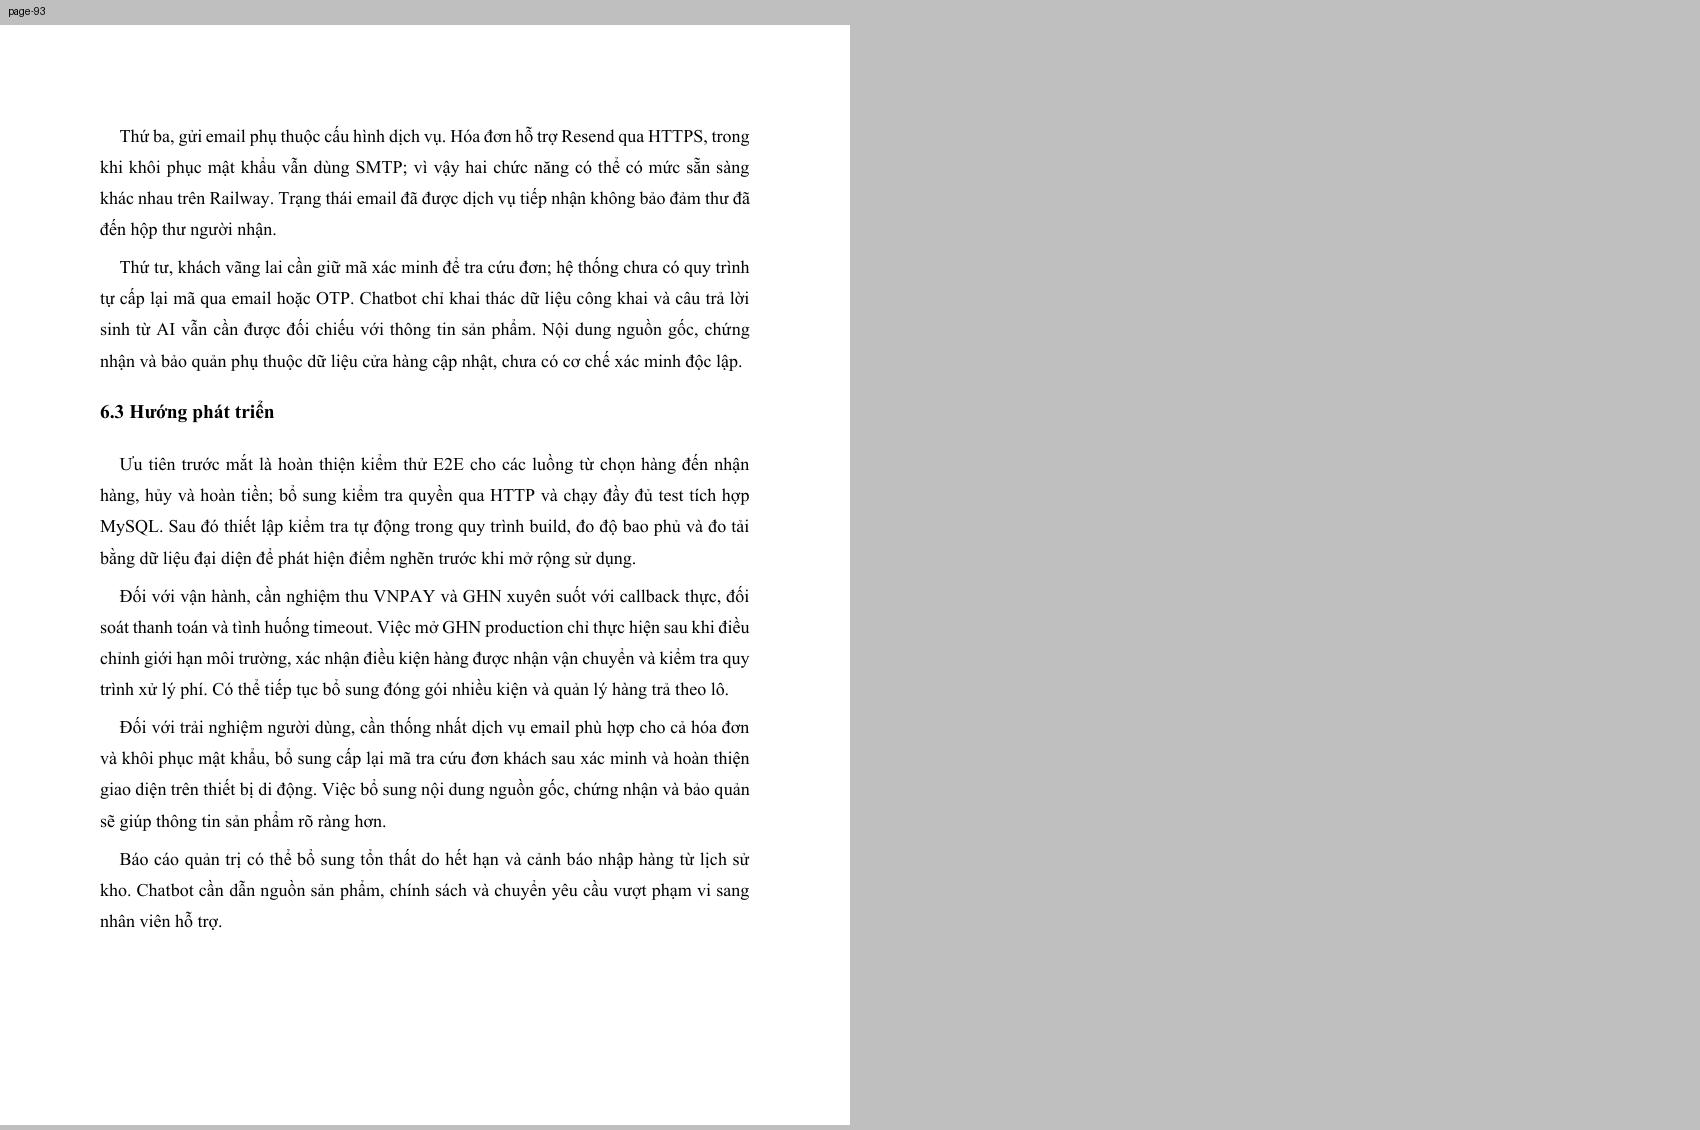 page-93
Thứ ba, gửi email phụ thuộc cấu hình dịch vụ. Hóa đơn hỗ trợ Resend qua HTTPS, trong
khi khôi phục mật khẩu vẫn dùng SMTP; vì vậy hai chức năng có thể có mức sẵn sàng
khác nhau trên Railway. Trạng thái email đã được dịch vụ tiếp nhận không bảo đảm thư đã
đến hộp thư người nhận.
Thứ tư, khách vãng lai cần giữ mã xác minh để tra cứu đơn; hệ thống chưa có quy trình
tự cấp lại mã qua email hoặc OTP. Chatbot chỉ khai thác dữ liệu công khai và câu trả lời
sinh từ AI vẫn cần được đối chiếu với thông tin sản phẩm. Nội dung nguồn gốc, chứng
nhận và bảo quản phụ thuộc dữ liệu cửa hàng cập nhật, chưa có cơ chế xác minh độc lập.
6.3 Hướng phát triển
Ưu tiên trước mắt là hoàn thiện kiểm thử E2E cho các luồng từ chọn hàng đến nhận
hàng, hủy và hoàn tiền; bổ sung kiểm tra quyền qua HTTP và chạy đầy đủ test tích hợp
MySQL. Sau đó thiết lập kiểm tra tự động trong quy trình build, đo độ bao phủ và đo tải
bằng dữ liệu đại diện để phát hiện điểm nghẽn trước khi mở rộng sử dụng.
Đối với vận hành, cần nghiệm thu VNPAY và GHN xuyên suốt với callback thực, đối
soát thanh toán và tình huống timeout. Việc mở GHN production chỉ thực hiện sau khi điều
chỉnh giới hạn môi trường, xác nhận điều kiện hàng được nhận vận chuyển và kiểm tra quy
trình xử lý phí. Có thể tiếp tục bổ sung đóng gói nhiều kiện và quản lý hàng trả theo lô.
Đối với trải nghiệm người dùng, cần thống nhất dịch vụ email phù hợp cho cả hóa đơn
và khôi phục mật khẩu, bổ sung cấp lại mã tra cứu đơn khách sau xác minh và hoàn thiện
giao diện trên thiết bị di động. Việc bổ sung nội dung nguồn gốc, chứng nhận và bảo quản
sẽ giúp thông tin sản phẩm rõ ràng hơn.
Báo cáo quản trị có thể bổ sung tổn thất do hết hạn và cảnh báo nhập hàng từ lịch sử
kho. Chatbot cần dẫn nguồn sản phẩm, chính sách và chuyển yêu cầu vượt phạm vi sang
nhân viên hỗ trợ.